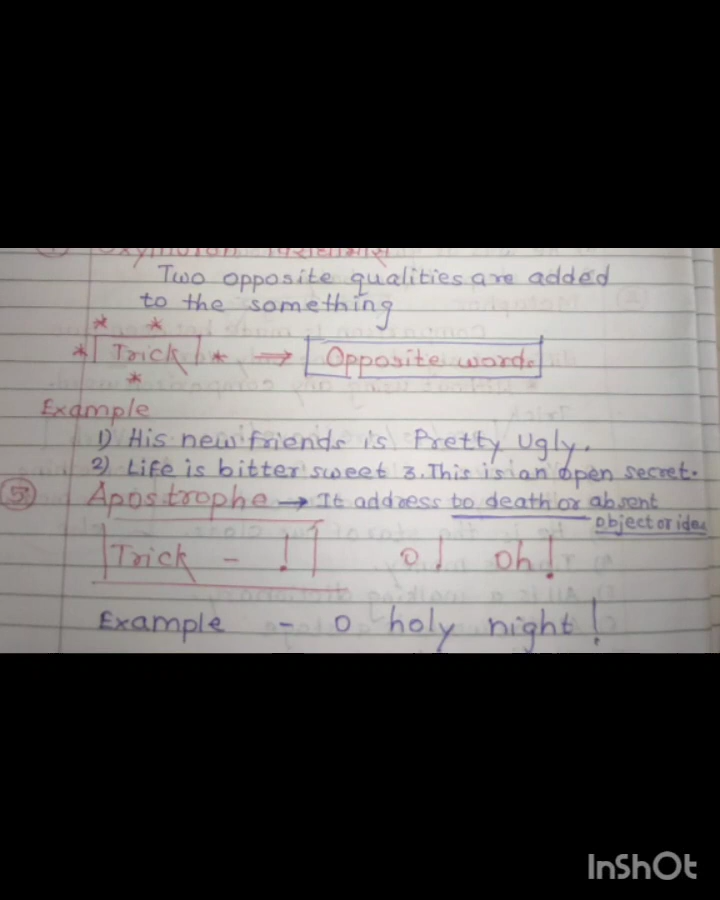 Oxymoron विरोधाभास
Two opposite qualities are added
to the something
Trick ⇒ Opposite words
Example
1) His new friends is Pretty Ugly.
2) Life is bitter sweet 3. This is an open secret.
5 Apostrophe → It address to death or absent
object or idea
Trick - ! o! oh!
Example - O holy night!
InShOt